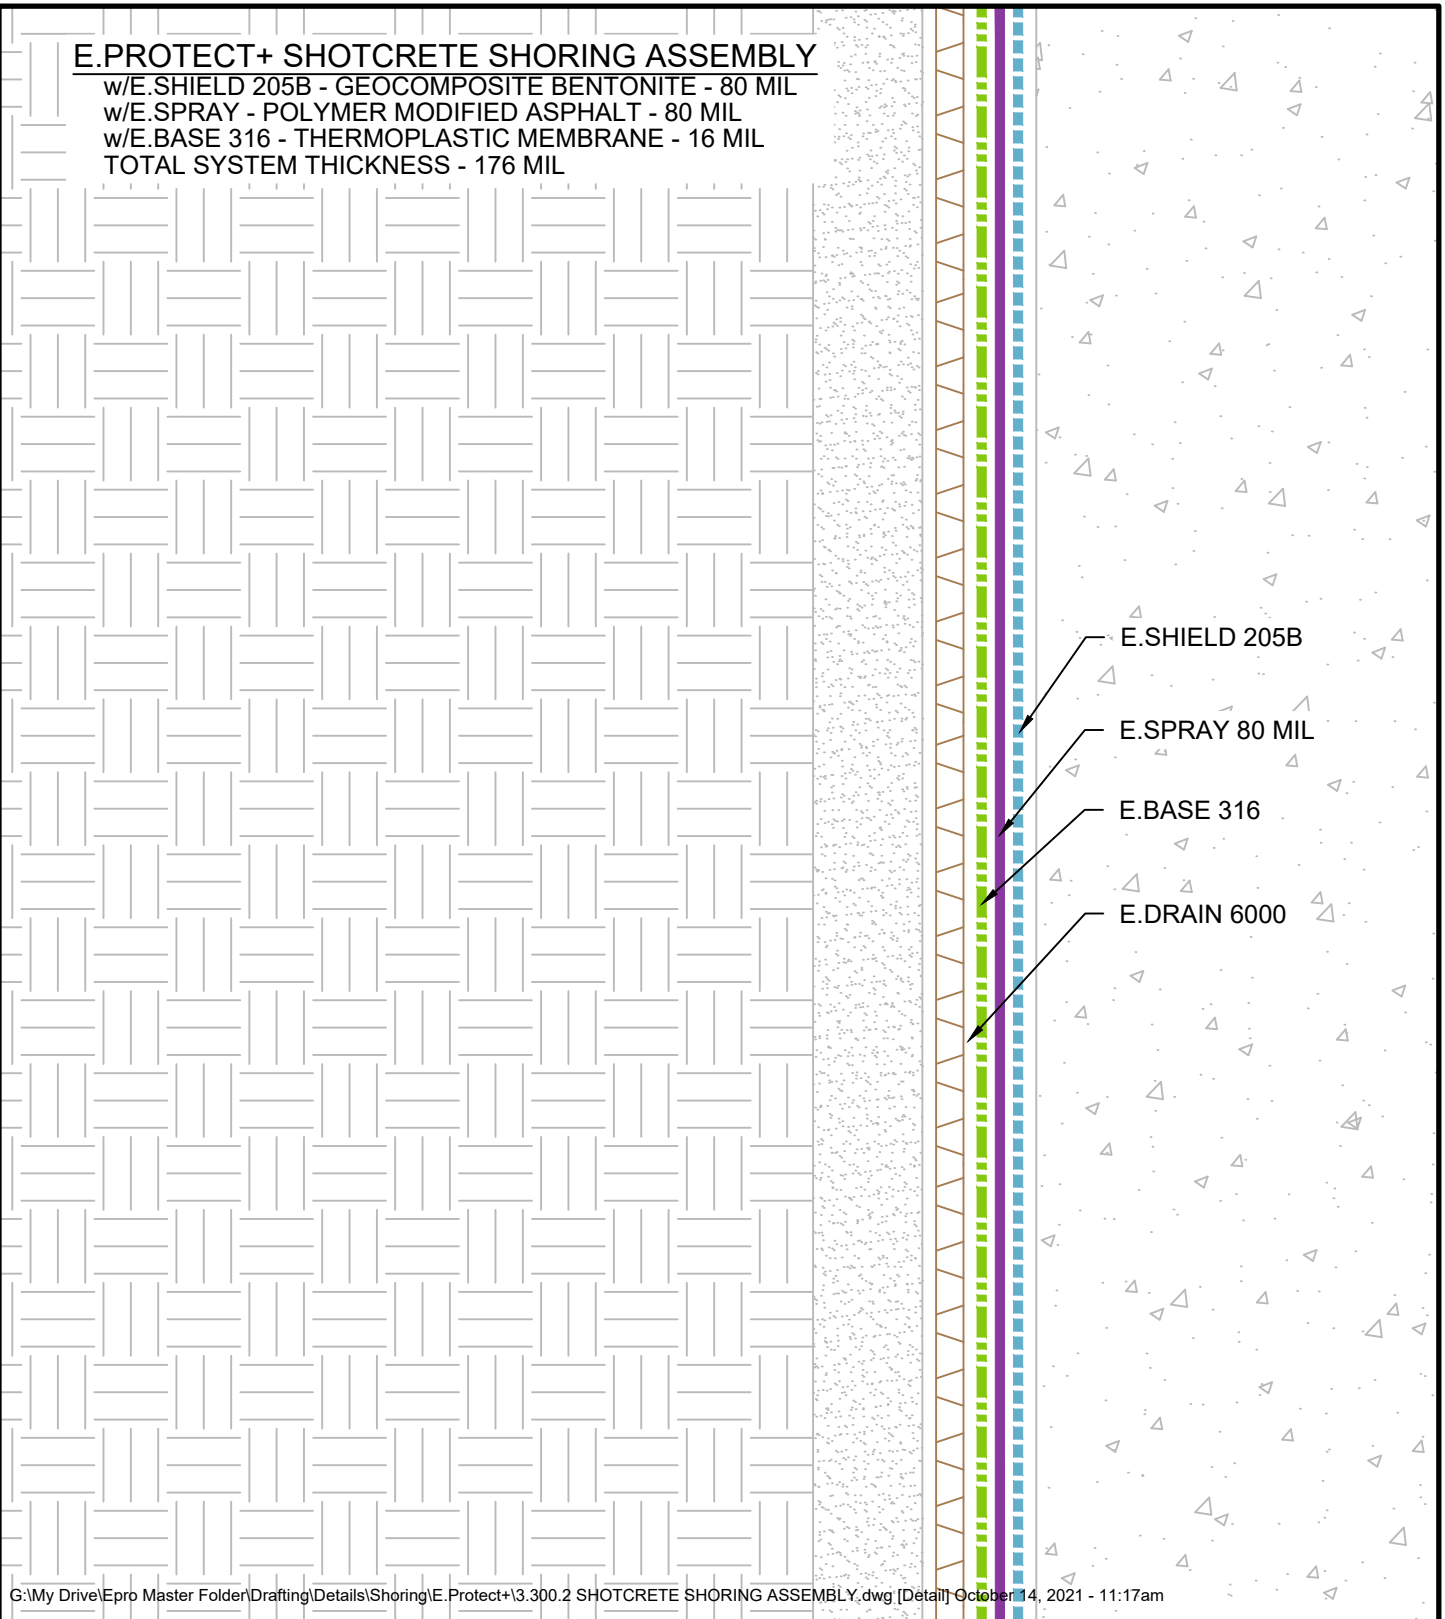 E.PROTECT+ SHOTCRETE SHORING ASSEMBLY
w/E.SHIELD 205B - GEOCOMPOSITE BENTONITE - 80 MIL
w/E.SPRAY - POLYMER MODIFIED ASPHALT - 80 MIL
w/E.BASE 316 - THERMOPLASTIC MEMBRANE - 16 MIL
TOTAL SYSTEM THICKNESS - 176 MIL
E.SHIELD 205B
E.SPRAY 80 MIL
E.BASE 316
E.DRAIN 6000
G:\My Drive\Epro Master Folder\Drafting\Details\Shoring\E.Protect+\3.300.2 SHOTCRETE SHORING ASSEMBLY.dwg [Detail] October 14, 2021 - 11:17am